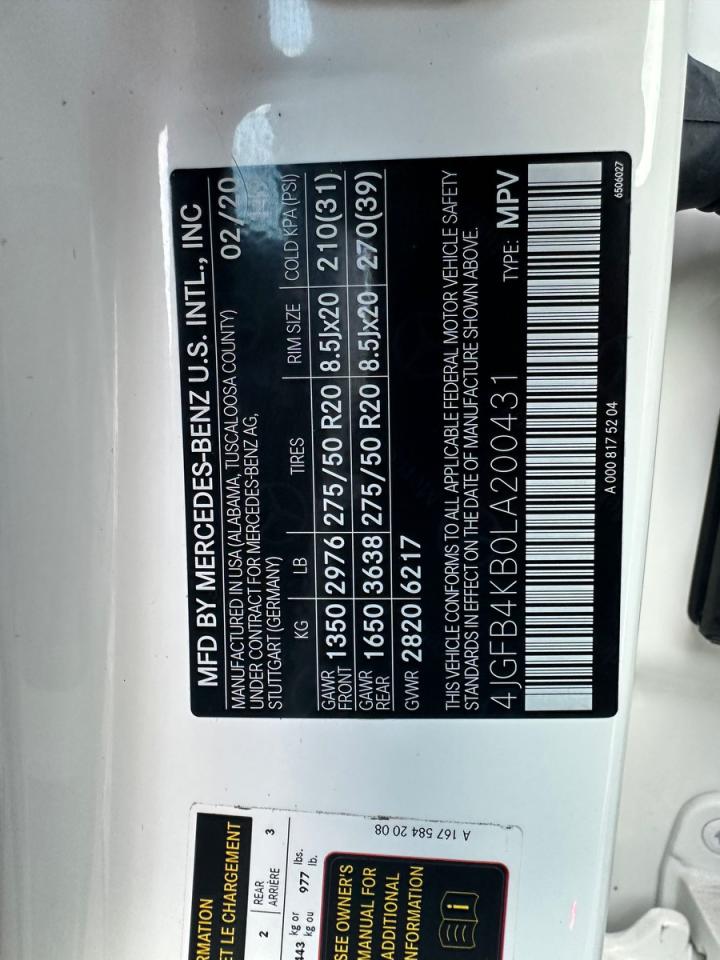 MFD BY MERCEDES-BENZ U.S. INTL., INC
MANUFACTURED IN USA (ALABAMA, TUSCALOOSA COUNTY) 02/20
UNDER CONTRACT FOR MERCEDES-BENZ AG,
STUTTGART (GERMANY)
KG LB TIRES RIM SIZE COLD KPA (PSI)
GAWR FRONT 1350 2976 275/50 R20 8.5Jx20 210(31)
GAWR REAR 1650 3638 275/50 R20 8.5Jx20 270(39)
GVWR 2820 6217
THIS VEHICLE CONFORMS TO ALL APPLICABLE FEDERAL MOTOR VEHICLE SAFETY
STANDARDS IN EFFECT ON THE DATE OF MANUFACTURE SHOWN ABOVE.
4JGFB4KB0LA200431 TYPE: MPV
A 000 817 52 04
6506027
ET LE CHARGEMENT
2 REAR ARRIÈRE 3
kg or kg ou 977 lbs. lb.
SEE OWNER'S
MANUAL FOR
ADDITIONAL
INFORMATION
A 167 584 20 08